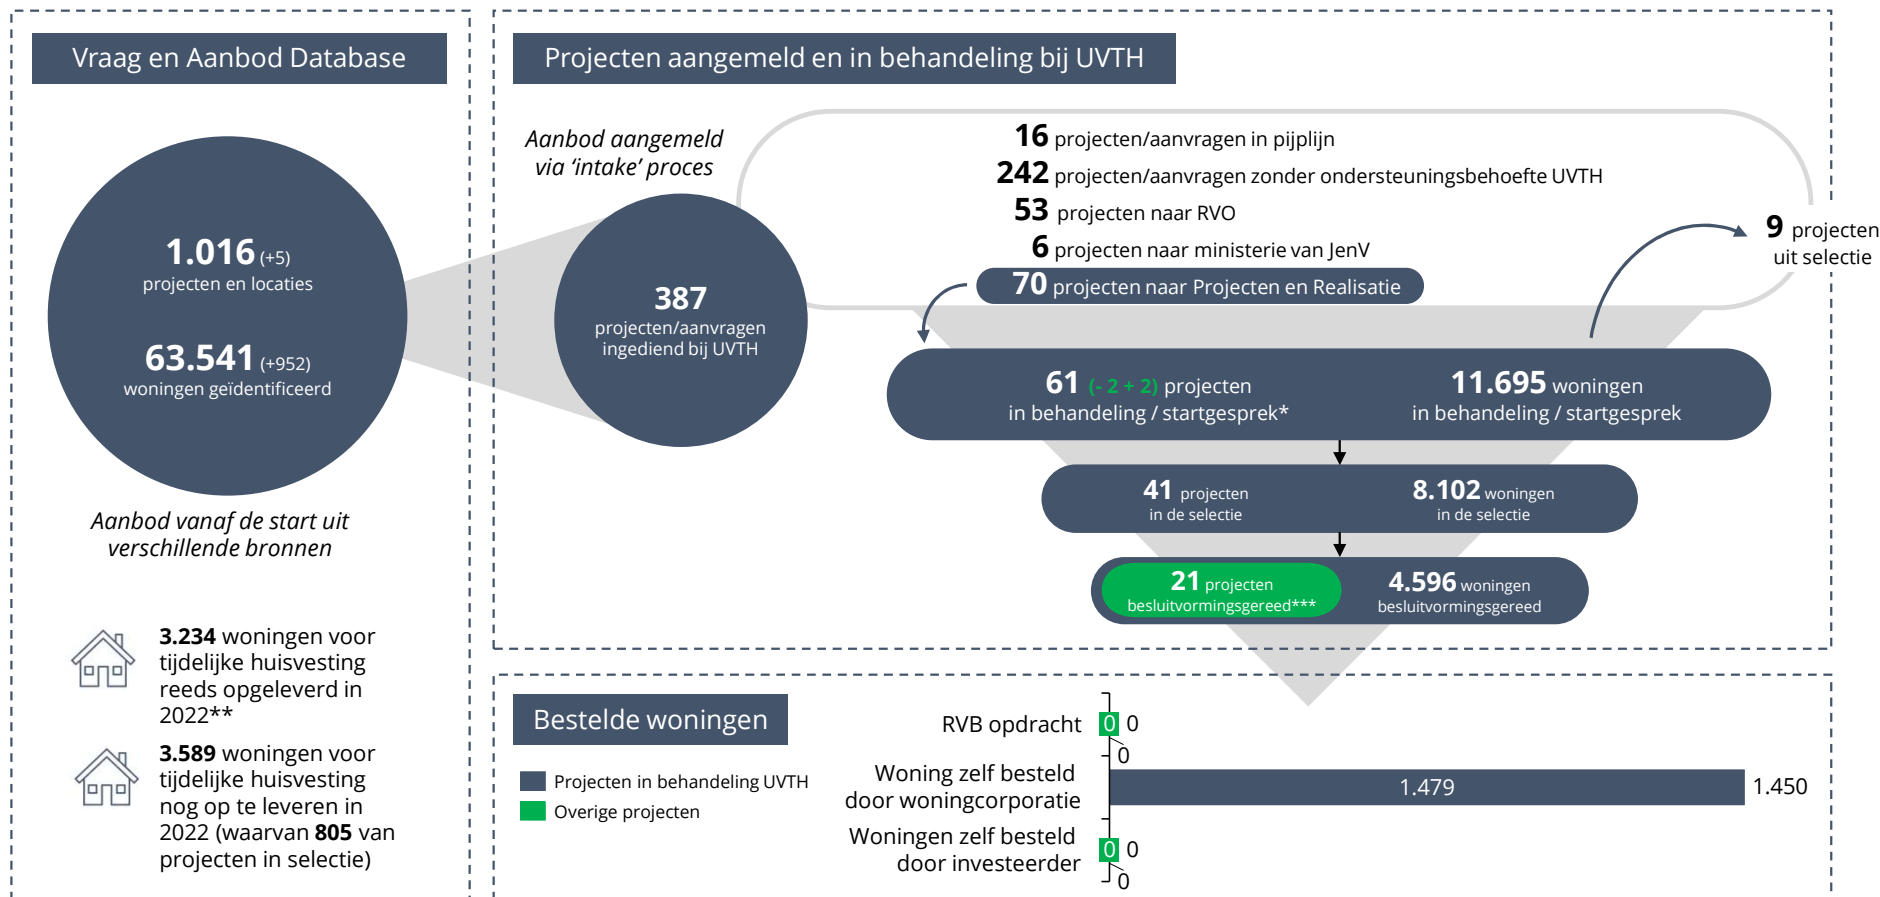 Vraag en Aanbod Database
1.016 (+5)
projecten en locaties
63.541 (+952)
woningen geïdentificeerd
Aanbod vanaf de start uit
verschillende bronnen
3.234 woningen voor
tijdelijke huisvesting
reeds opgeleverd in
2022**
3.589 woningen voor
tijdelijke huisvesting
nog op te leveren in
2022 (waarvan 805 van
projecten in selectie)
Projecten aangemeld en in behandeling bij UVTH
Aanbod aangemeld
via ‘intake’ proces
387
projecten/aanvragen
ingediend bij UVTH
16 projecten/aanvragen in pijplijn
242 projecten/aanvragen zonder ondersteuningsbehoefte UVTH
53 projecten naar RVO
6 projecten naar ministerie van JenV
70 projecten naar Projecten en Realisatie
9 projecten
uit selectie
61 (- 2 + 2) projecten
in behandeling / startgesprek*
11.695 woningen
in behandeling / startgesprek
41 projecten
in de selectie
8.102 woningen
in de selectie
21 projecten
besluitvormingsgereed***
4.596 woningen
besluitvormingsgereed
Bestelde woningen
Projecten in behandeling UVTH
Overige projecten
RVB opdracht
0 0
0
Woning zelf besteld
door woningcorporatie
1.479
1.450
Woningen zelf besteld
door investeerder
0 0
0